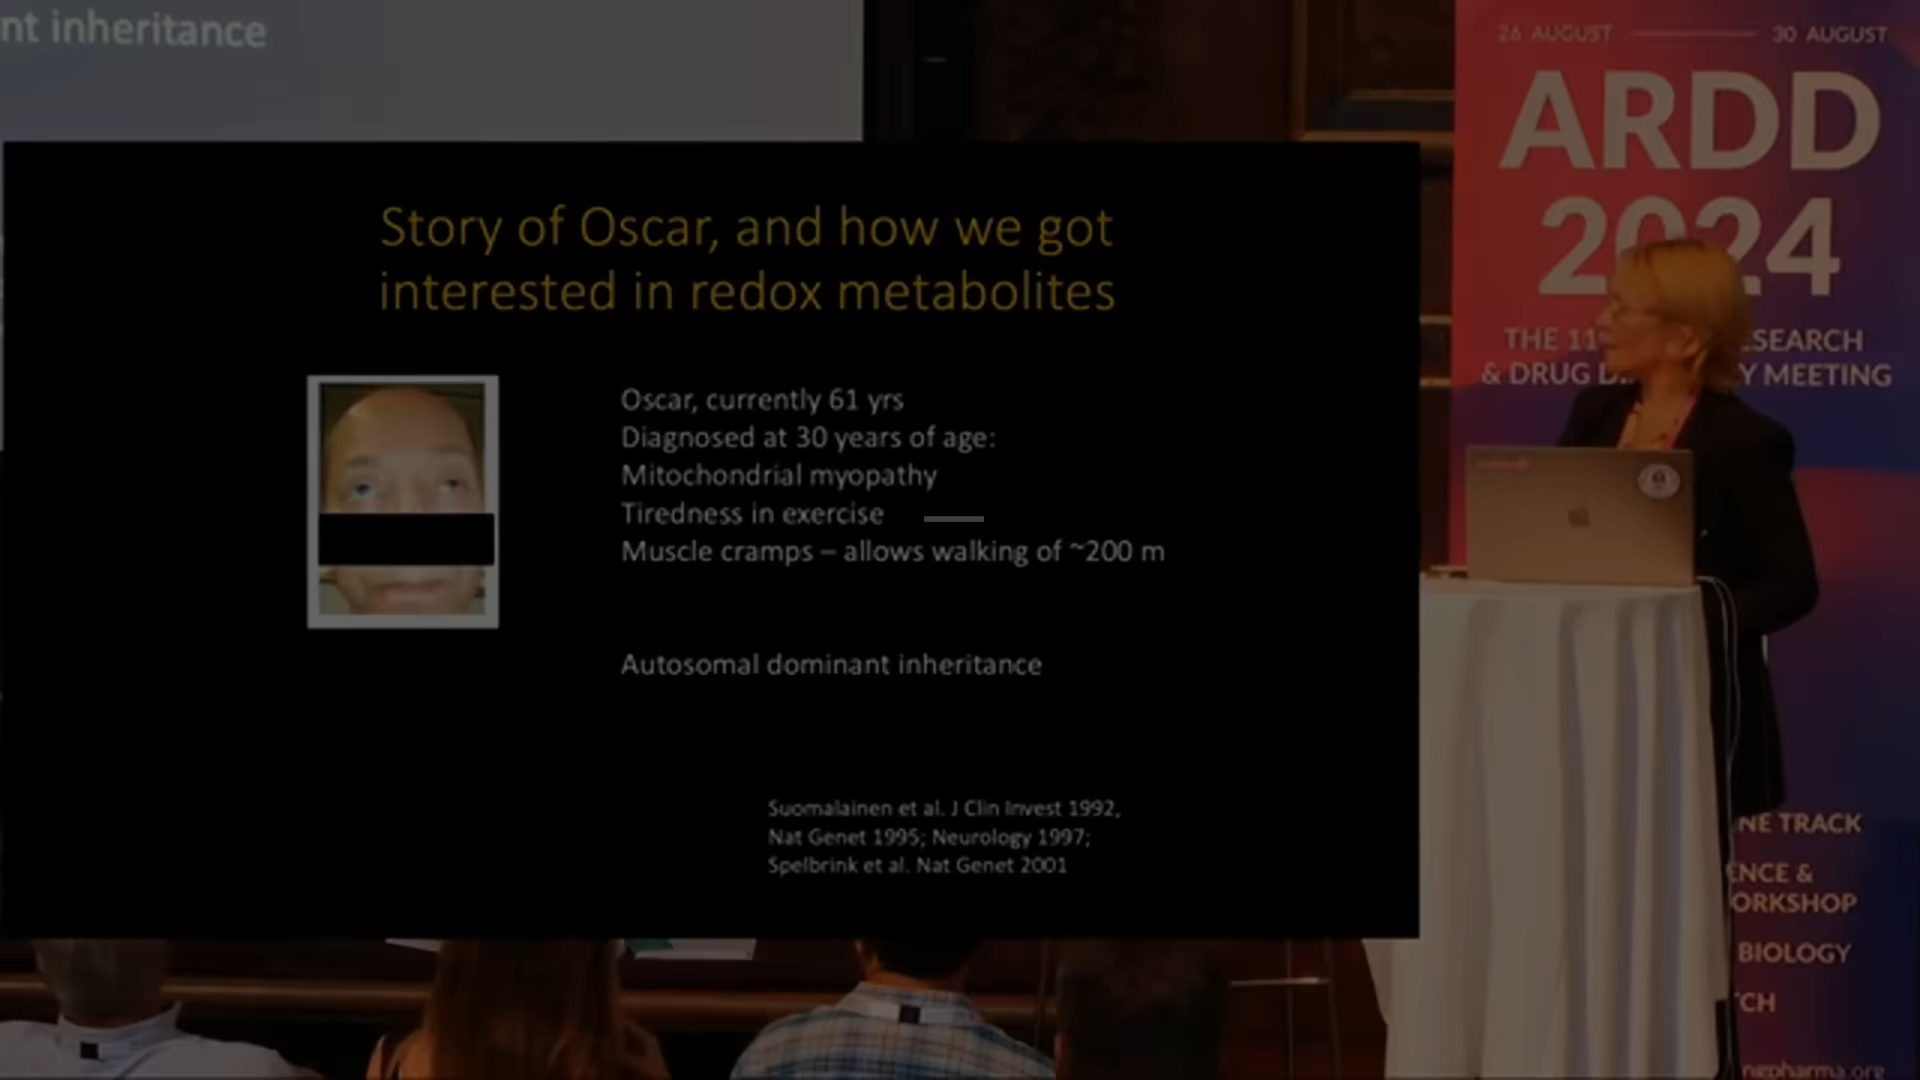 nt inheritance
Story of Oscar, and how we got
interested in redox metabolites
Oscar, currently 61 yrs
Diagnosed at 30 years of age:
Mitochondrial myopathy
Tiredness in exercise
Muscle cramps – allows walking of ~200 m
Autosomal dominant inheritance
Suomalainen et al. J Clin Invest 1992,
Nat Genet 1995; Neurology 1997;
Spelbrink et al. Nat Genet 2001
26 AUGUST 30 AUGUST
ARDD
2024
THE 11 ESEARCH
& DRUG D Y MEETING
NE TRACK
ENCE &
ORKSHOP
BIOLOGY
TCH
ngpharma.org